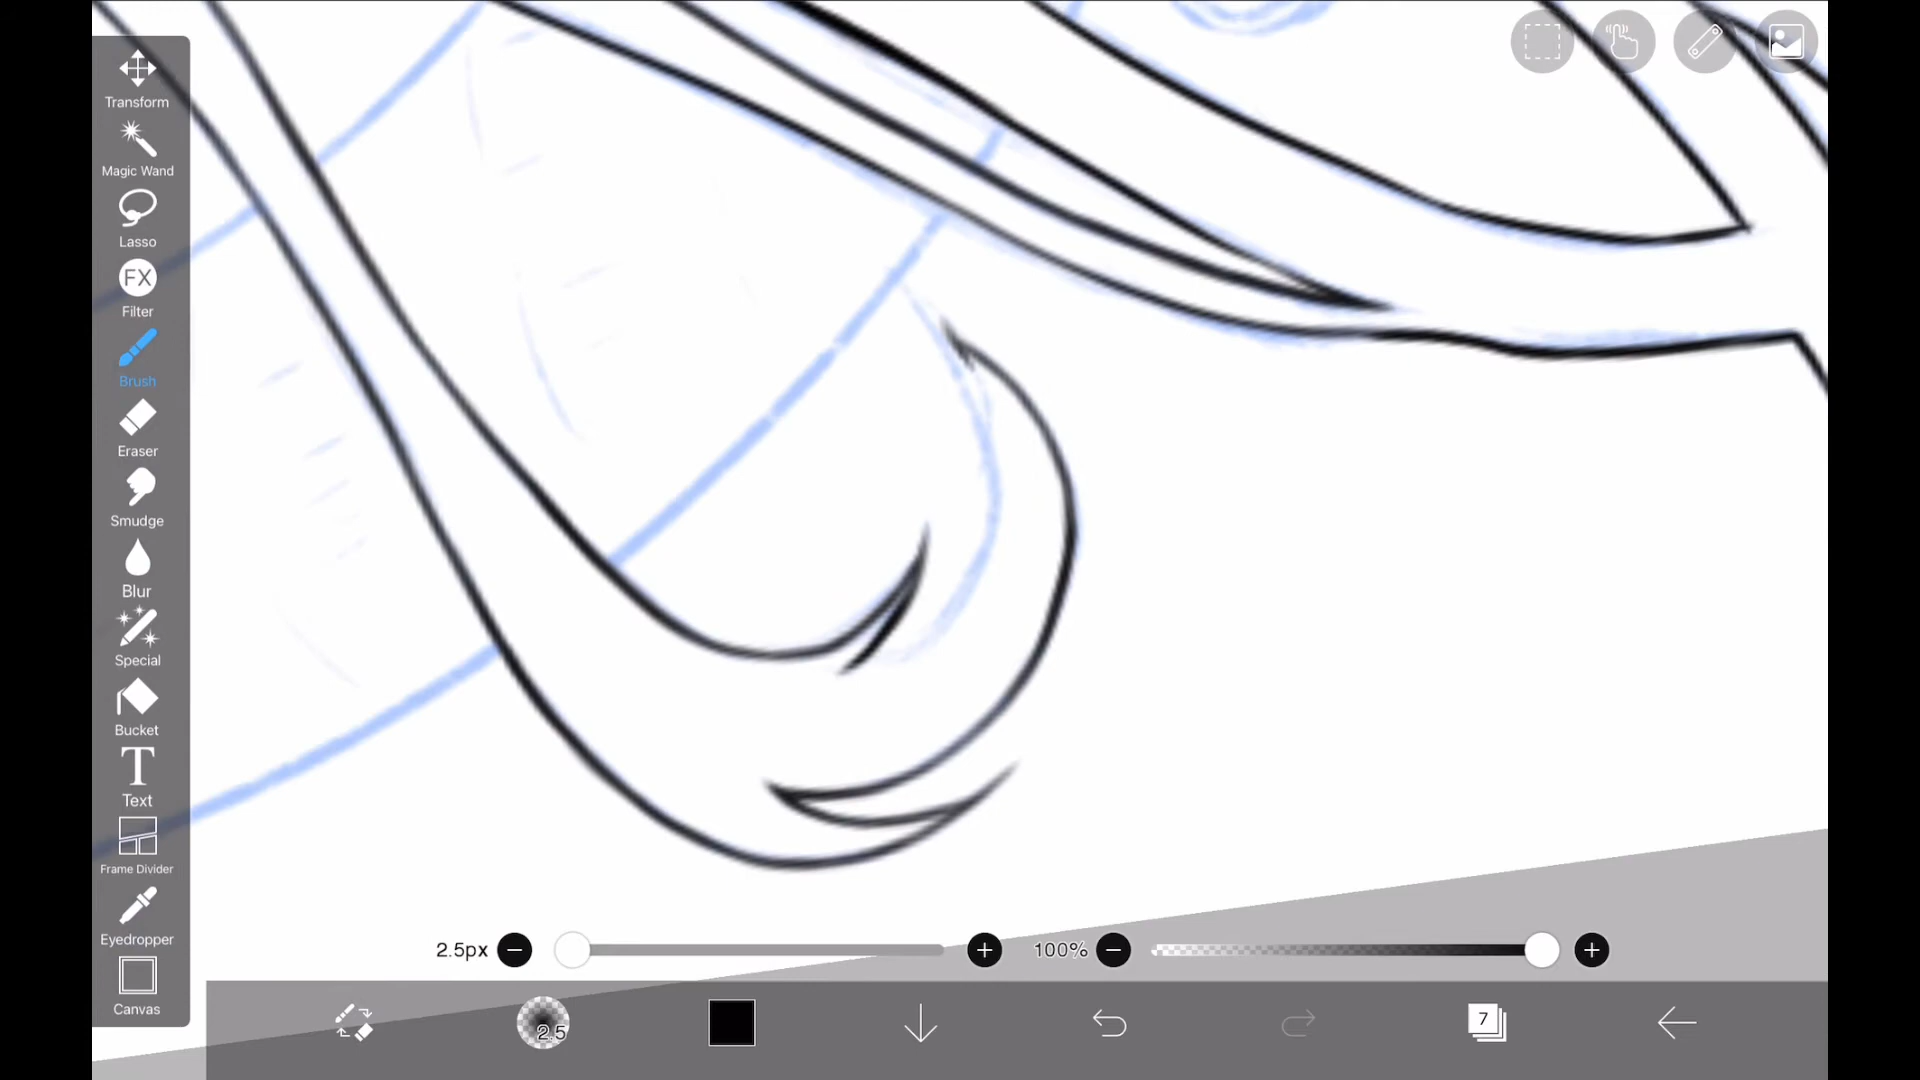 Transform
Magic Wand
Lasso
FX
Filter
Brush
Eraser
Smudge
Blur
Special
Bucket
T
Text
Frame Divider
Eyedropper
Canvas
2.5px
100%
2.5
7